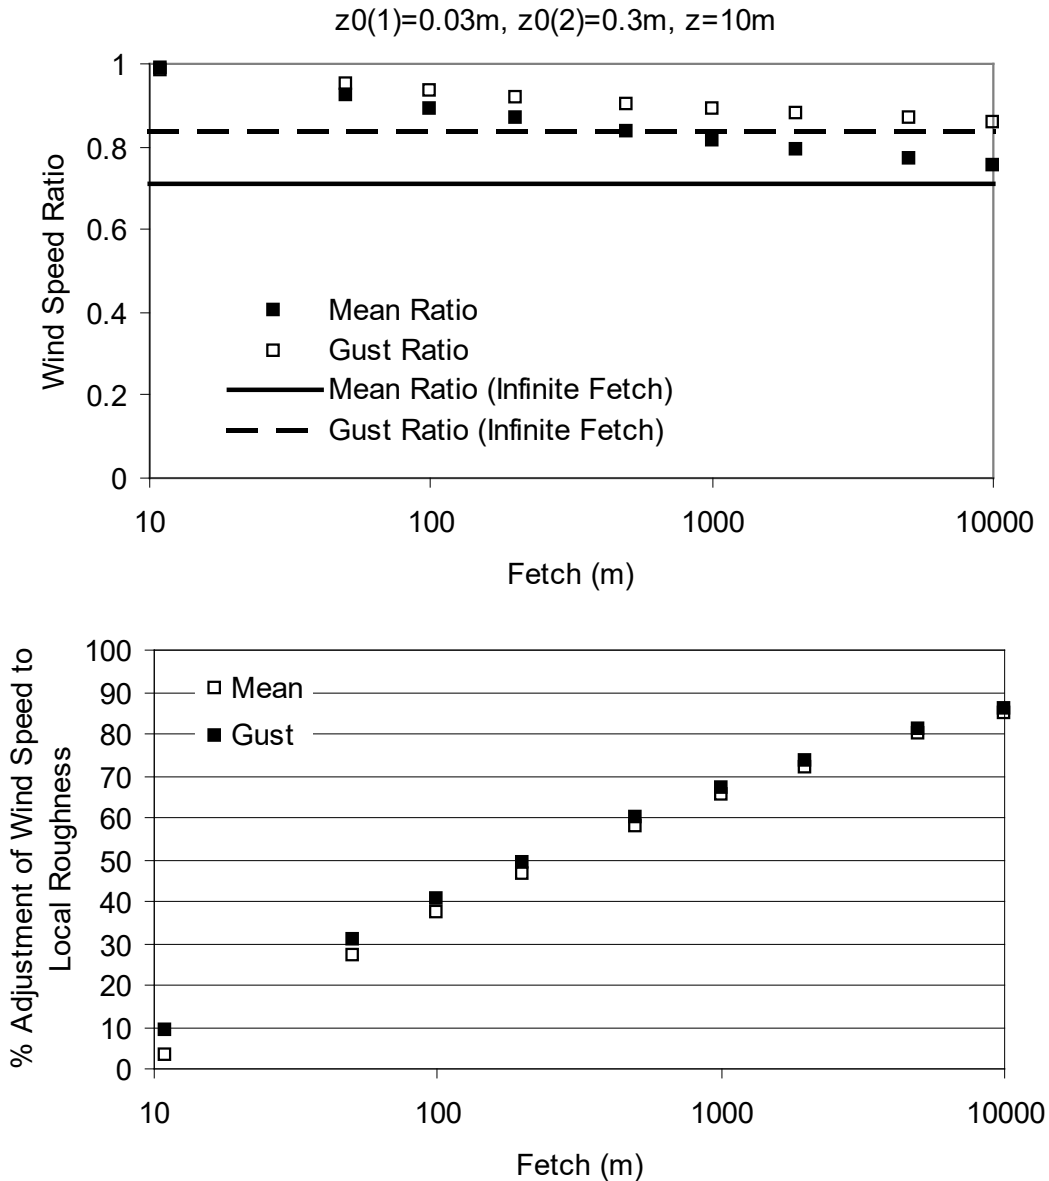 z0(1)=0.03m, z0(2)=0.3m, z=10m
Wind Speed Ratio
1
0.8
0.6
0.4
0.2
0
Mean Ratio
Gust Ratio
Mean Ratio (Infinite Fetch)
Gust Ratio (Infinite Fetch)
10 100 1000 10000
Fetch (m)
% Adjustment of Wind Speed to
Local Roughness
100
90
80
70
60
50
40
30
20
10
0
Mean
Gust
10 100 1000 10000
Fetch (m)